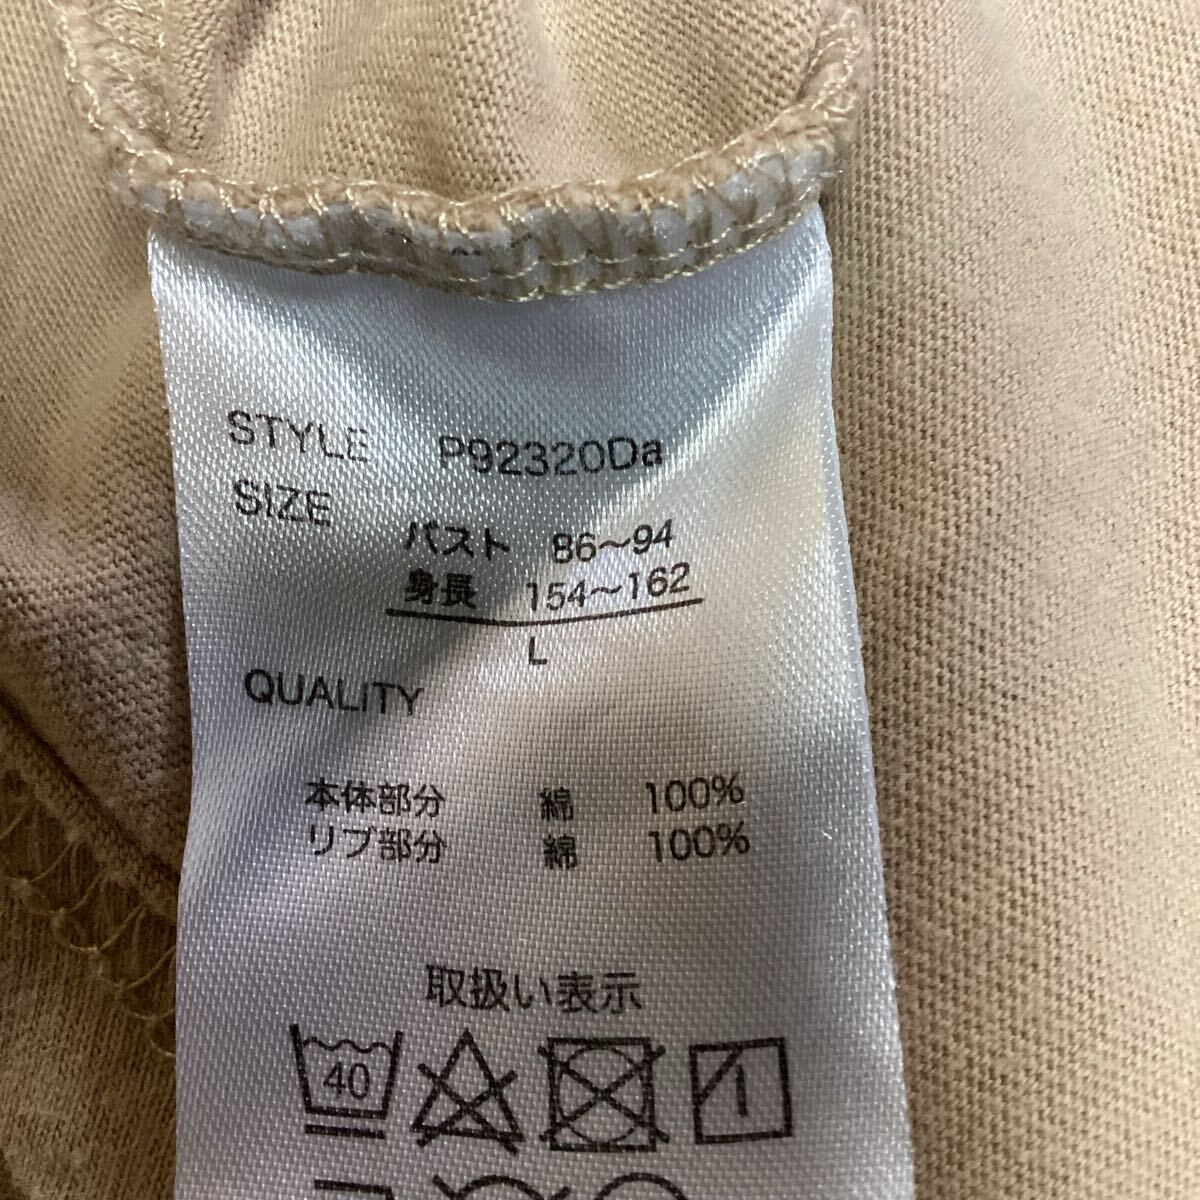 STYLE P92320Da
SIZE
バスト 86～94
身長 154～162
L
QUALITY
本体部分 綿 100%
リブ部分 綿 100%
取扱い表示
40